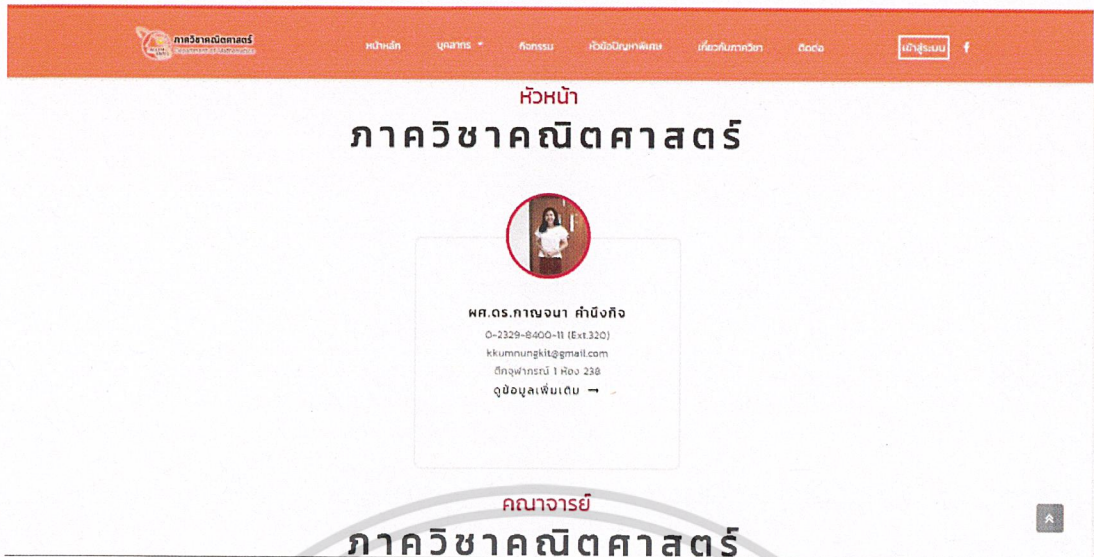 ภาควิชาคณิตศาสตร์
Department of Mathematics
หน้าหลัก บุคลากร กิจกรรม หัวข้อปัญหาพิเศษ เกี่ยวกับภาควิชา ติดต่อ เข้าสู่ระบบ f
หัวหน้า
ภาควิชาคณิตศาสตร์
ผศ.ดร.กาญจนา คำนึงกิจ
0-2329-8400-11 (Ext.320)
kkumnungkit@gmail.com
ตึกจุฬาภรณ์ 1 ห้อง 238
ดูข้อมูลเพิ่มเติม →
คณาจารย์
ภาควิชาคณิตศาสตร์